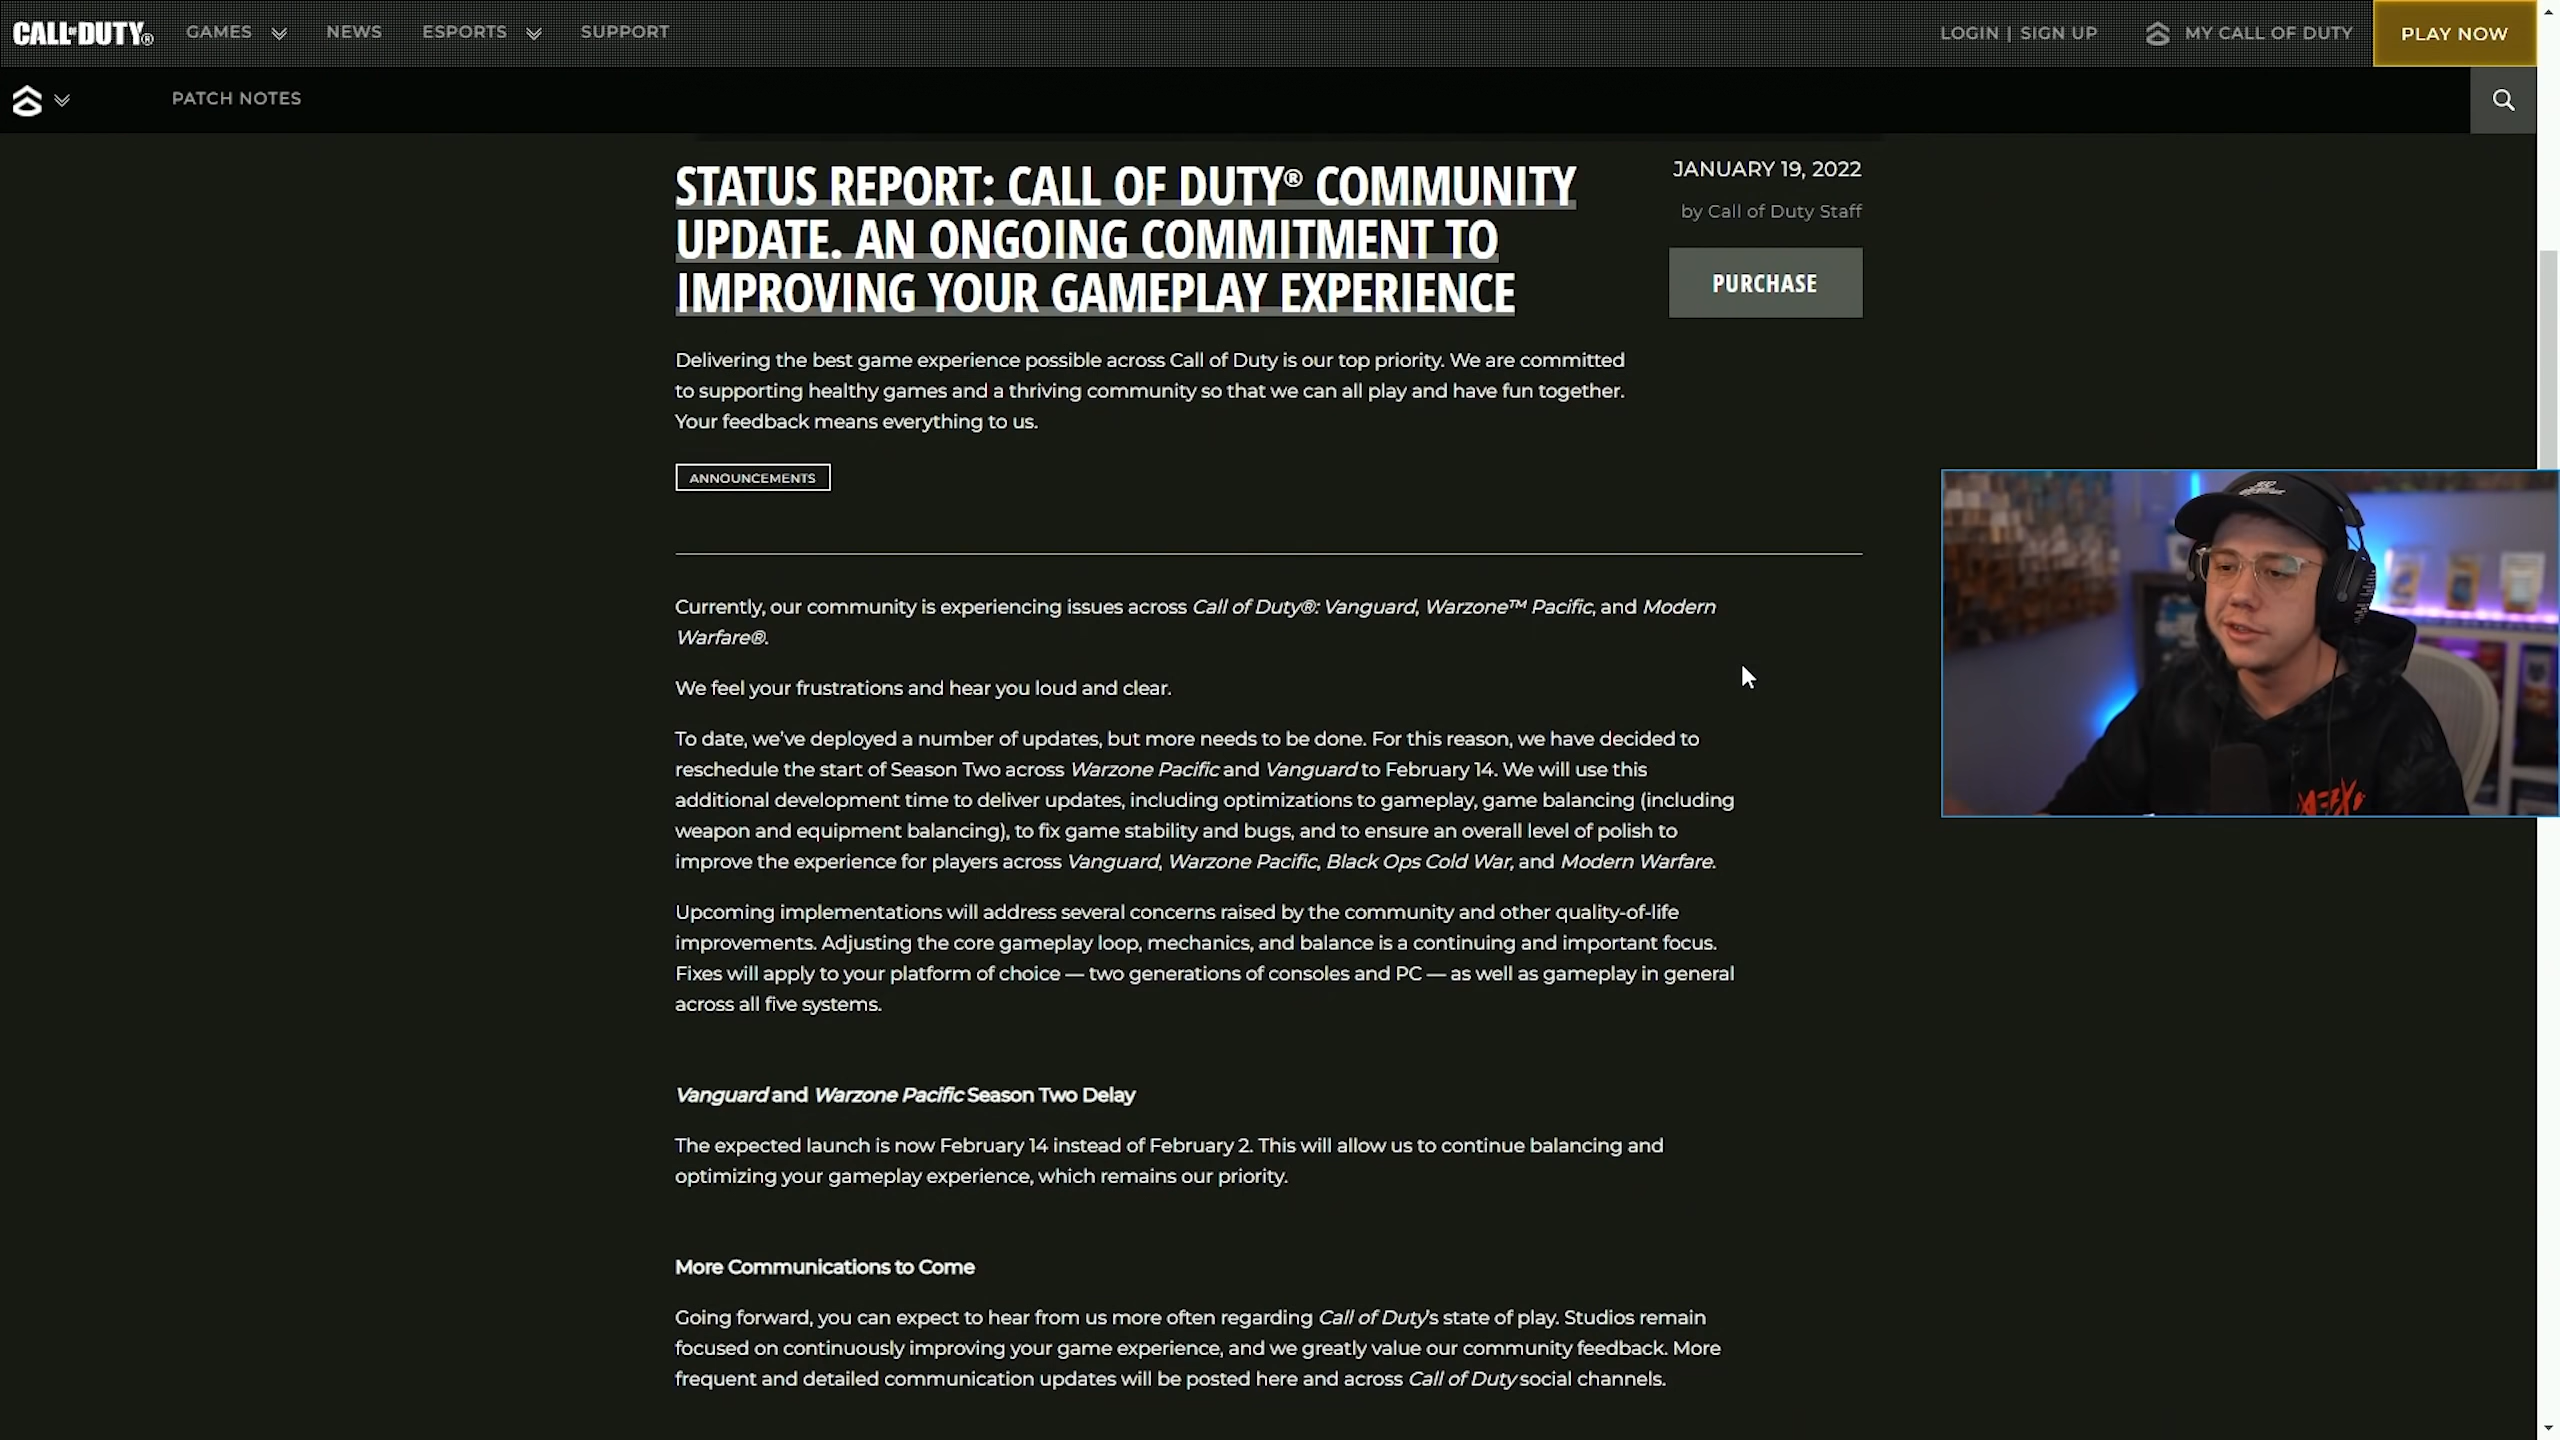 CALL OF DUTY®
GAMES
NEWS
ESPORTS
SUPPORT
LOGIN | SIGN UP
MY CALL OF DUTY
PLAY NOW
PATCH NOTES
STATUS REPORT: CALL OF DUTY® COMMUNITY
UPDATE. AN ONGOING COMMITMENT TO
IMPROVING YOUR GAMEPLAY EXPERIENCE
JANUARY 19, 2022
by Call of Duty Staff
PURCHASE
Delivering the best game experience possible across Call of Duty is our top priority. We are committed
to supporting healthy games and a thriving community so that we can all play and have fun together.
Your feedback means everything to us.
ANNOUNCEMENTS
Currently, our community is experiencing issues across Call of Duty®: Vanguard, Warzone™ Pacific, and Modern
Warfare®.
We feel your frustrations and hear you loud and clear.
To date, we've deployed a number of updates, but more needs to be done. For this reason, we have decided to
reschedule the start of Season Two across Warzone Pacific and Vanguard to February 14. We will use this
additional development time to deliver updates, including optimizations to gameplay, game balancing (including
weapon and equipment balancing), to fix game stability and bugs, and to ensure an overall level of polish to
improve the experience for players across Vanguard, Warzone Pacific, Black Ops Cold War, and Modern Warfare.
Upcoming implementations will address several concerns raised by the community and other quality-of-life
improvements. Adjusting the core gameplay loop, mechanics, and balance is a continuing and important focus.
Fixes will apply to your platform of choice — two generations of consoles and PC — as well as gameplay in general
across all five systems.
Vanguard and Warzone Pacific Season Two Delay
The expected launch is now February 14 instead of February 2. This will allow us to continue balancing and
optimizing your gameplay experience, which remains our priority.
More Communications to Come
Going forward, you can expect to hear from us more often regarding Call of Duty's state of play. Studios remain
focused on continuously improving your game experience, and we greatly value our community feedback. More
frequent and detailed communication updates will be posted here and across Call of Duty social channels.